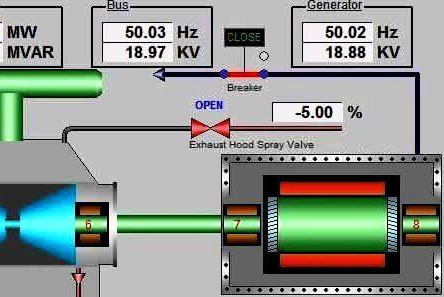 Bus
Generator
MW
50.03 Hz
CLOSE
50.02 Hz
MVAR
18.97 KV
18.88 KV
Breaker
OPEN
-5.00 %
Exhaust Hood Spray Valve
6
7
8